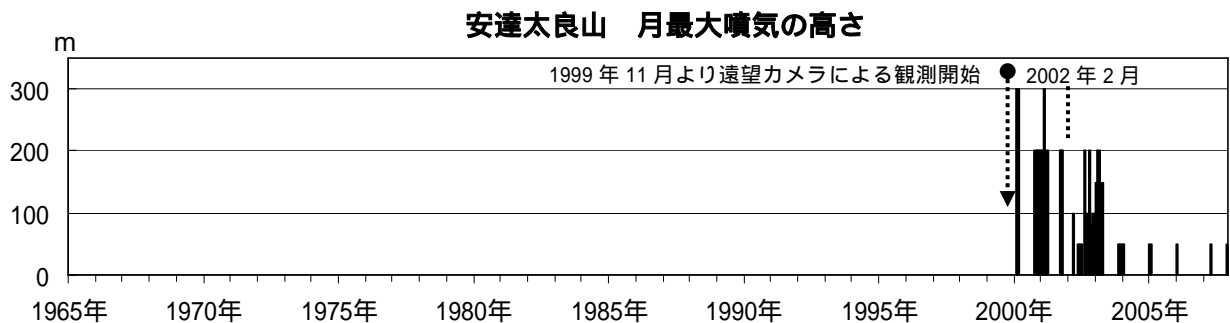 安達太良山　月最大噴気の高さ
m
1999 年 11 月より遠望カメラによる観測開始
2002 年 2 月
300
200
100
0
1965年 1970年 1975年 1980年 1985年 1990年 1995年 2000年 2005年